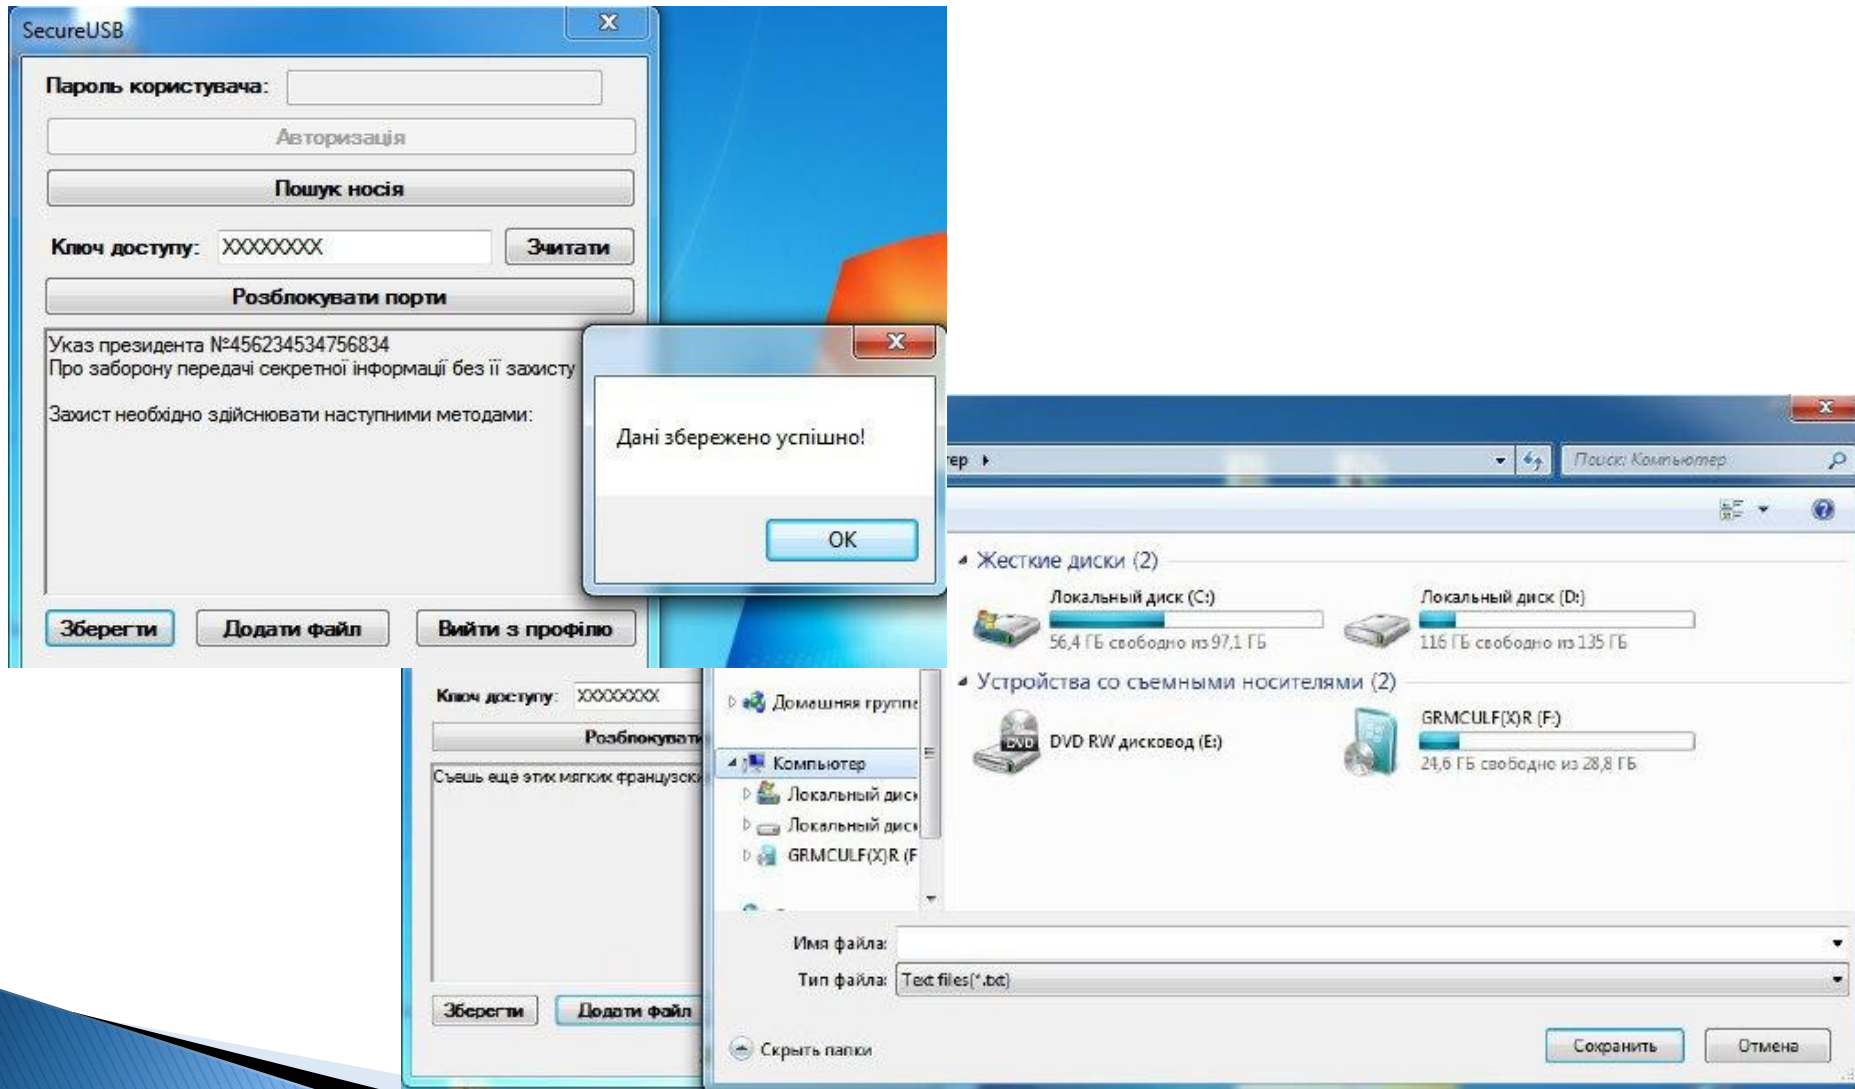 SecureUSB
Пароль користувача:
Авторизація
Пошук носія
Ключ доступу: XXXXXXXX Зчитати
Розблокувати порти
Указ президента №456234534756834
Про заборону передачі секретної інформації без її захисту
Захист необхідно здійснювати наступними методами:
Дані збережено успішно!
OK
Зберегти Додати файл Вийти з профілю
тер
Поиск: Компьютер
Жесткие диски (2)
Локальный диск (C:)
56,4 ГБ свободно из 97,1 ГБ
Локальный диск (D:)
116 ГБ свободно из 135 ГБ
Устройства со съемными носителями (2)
DVD RW дисковод (E:)
GRMCULF(X)R (F:)
24,6 ГБ свободно из 28,8 ГБ
Ключ доступу: XXXXXXXX
Розблокувати
Съешь еще этих мягких французски
Домашняя группа
Компьютер
Локальный диск
Локальный диск
GRMCULF(X)R (F
Имя файла:
Тип файла: Text files(*.txt)
Зберегти Додати файл
Скрыть папки
Сохранить Отмена